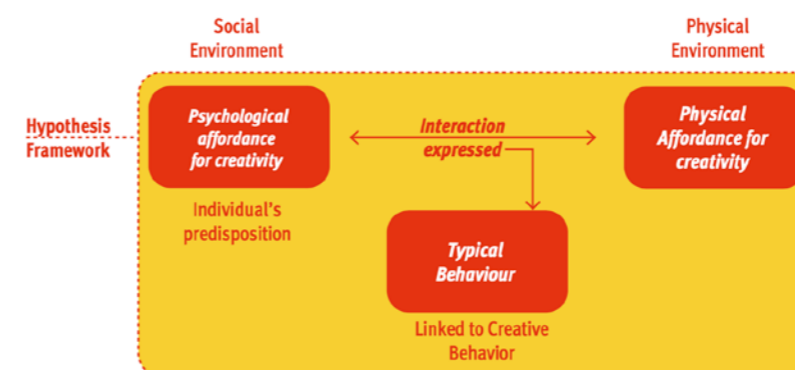 Social
Environment
Physical
Environment
Hypothesis
Framework
Psychological
affordance
for creativity
Interaction
expressed
Physical
Affordance for
creativity
Individual's
predisposition
Typical
Behaviour
Linked to Creative
Behavior